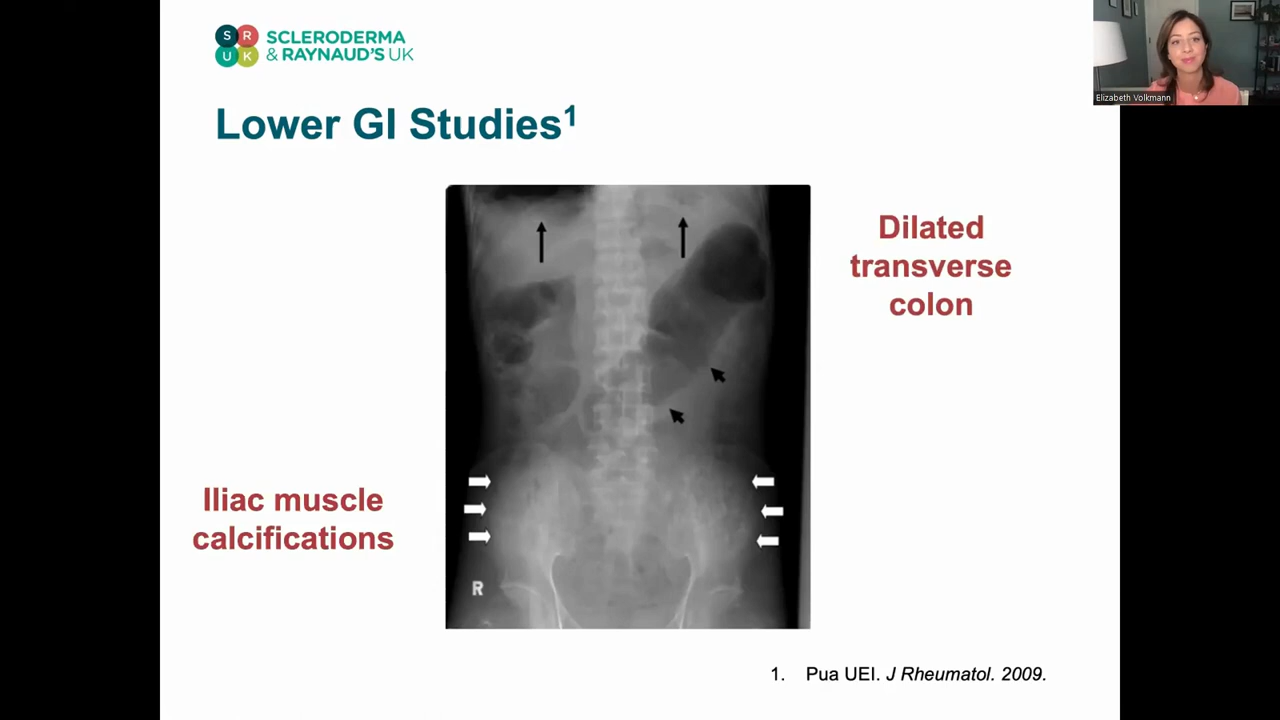 S R
U K
SCLERODERMA
& RAYNAUD'S UK
Elizabeth Volkmann
Lower GI Studies1
Dilated
transverse
colon
Iliac muscle
calcifications
R
1. Pua UEI. J Rheumatol. 2009.